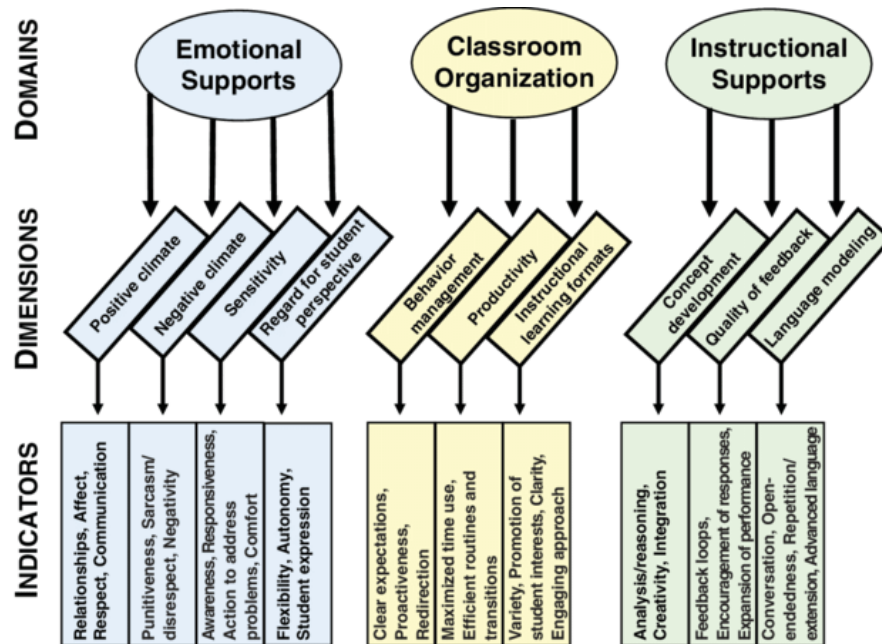 DOMAINS
Emotional
Supports
Classroom
Organization
Instructional
Supports
DIMENSIONS
Positive climate
Negative climate
Sensitivity
Regard for student
perspective
Behavior
management
Productivity
Instructional
learning formats
Concept
development
Quality of feedback
Language modeling
INDICATORS
Relationships, Affect,
Respect, Communication
Punitiveness, Sarcasm/
disrespect, Negativity
Awareness, Responsiveness,
Action to address
problems, Comfort
Flexibility, Autonomy,
Student expression
Clear expectations,
Proactiveness,
Redirection
Maximized time use,
Efficient routines and
transitions
Variety, Promotion of
student interests, Clarity,
Engaging approach
Analysis/reasoning,
Creativity, Integration
Feedback loops,
Encouragement of responses,
Expansion of performance
Conversation, Open-
endedness, Repetition/
extension, Advanced language